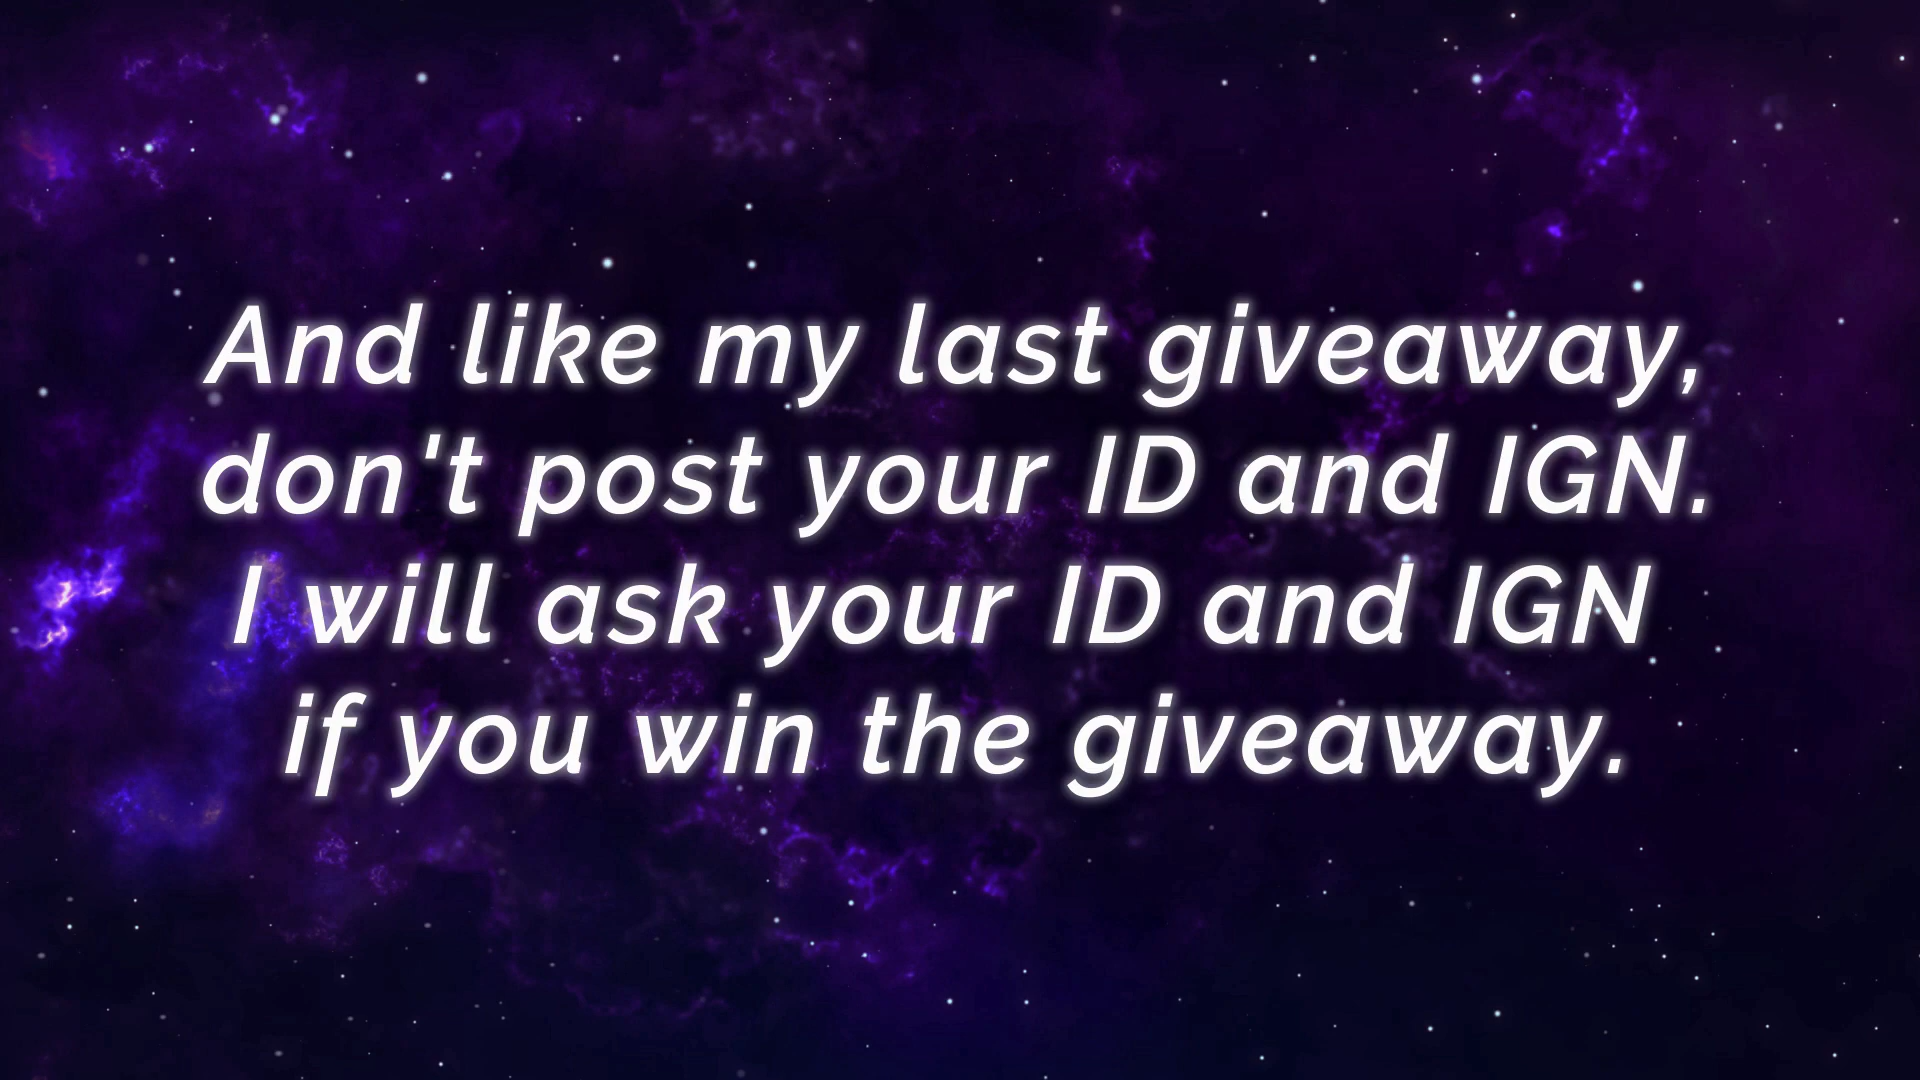 And like my last giveaway,
don't post your ID and IGN.
I will ask your ID and IGN
if you win the giveaway.